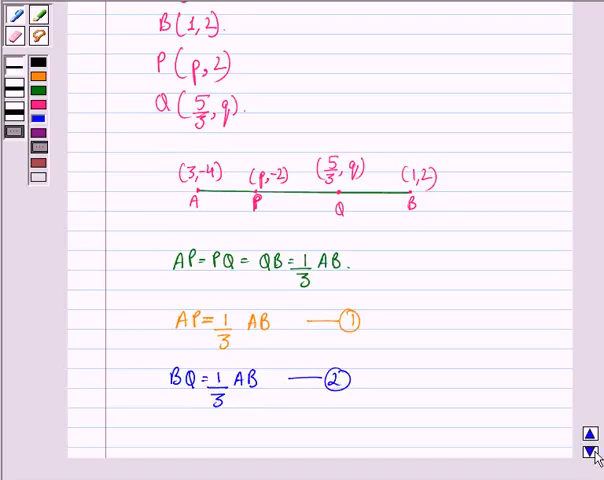 B(1,2).
P(p,2)
Q(5/3,q).
(3,-4) (p,-2) (5/3,q) (1,2)
A P Q B
AP=PQ=QB=1/3 AB.
AP=1/3 AB —— ①
BQ=1/3 AB —— ②